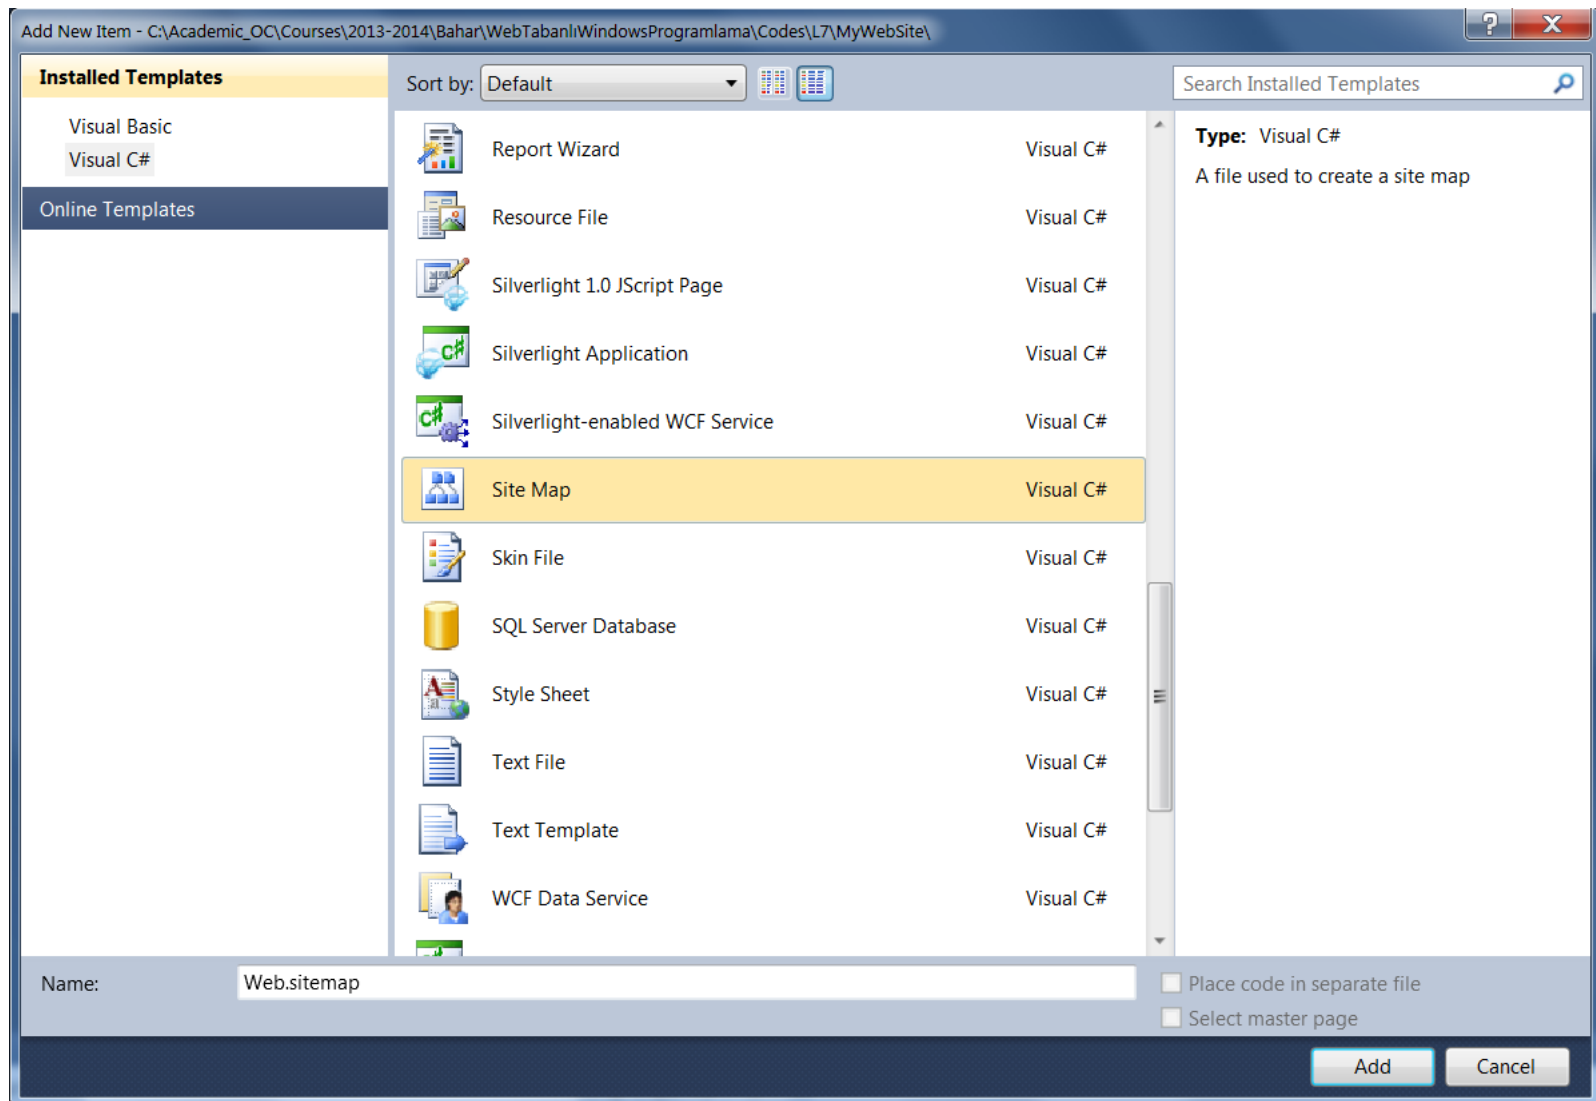 Add New Item - C:\Academic_OC\Courses\2013-2014\Bahar\WebTabanlıWindowsProgramlama\Codes\L7\MyWebSite\
Installed Templates
Visual Basic
Visual C#
Online Templates
Sort by: Default
Search Installed Templates
Report Wizard Visual C#
Resource File Visual C#
Silverlight 1.0 JScript Page Visual C#
Silverlight Application Visual C#
Silverlight-enabled WCF Service Visual C#
Site Map Visual C#
Skin File Visual C#
SQL Server Database Visual C#
Style Sheet Visual C#
Text File Visual C#
Text Template Visual C#
WCF Data Service Visual C#
Type: Visual C#
A file used to create a site map
Name: Web.sitemap
Place code in separate file
Select master page
Add Cancel